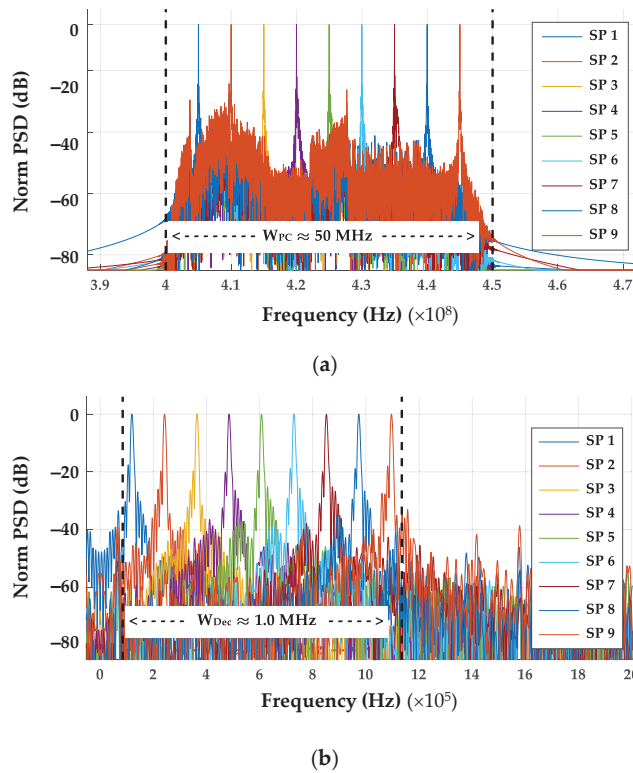 0
−20
−40
−60
−80
Norm PSD (dB)
SP 1
SP 2
SP 3
SP 4
SP 5
SP 6
SP 7
SP 8
SP 9
W_PC ≈ 50 MHz
3.9 4 4.1 4.2 4.3 4.4 4.5 4.6 4.7
Frequency (Hz) (×10⁸)
(a)
0
−20
−40
−60
−80
Norm PSD (dB)
SP 1
SP 2
SP 3
SP 4
SP 5
SP 6
SP 7
SP 8
SP 9
W_Dec ≈ 1.0 MHz
0 2 4 6 8 10 12 14 16 18 20
Frequency (Hz) (×10⁵)
(b)